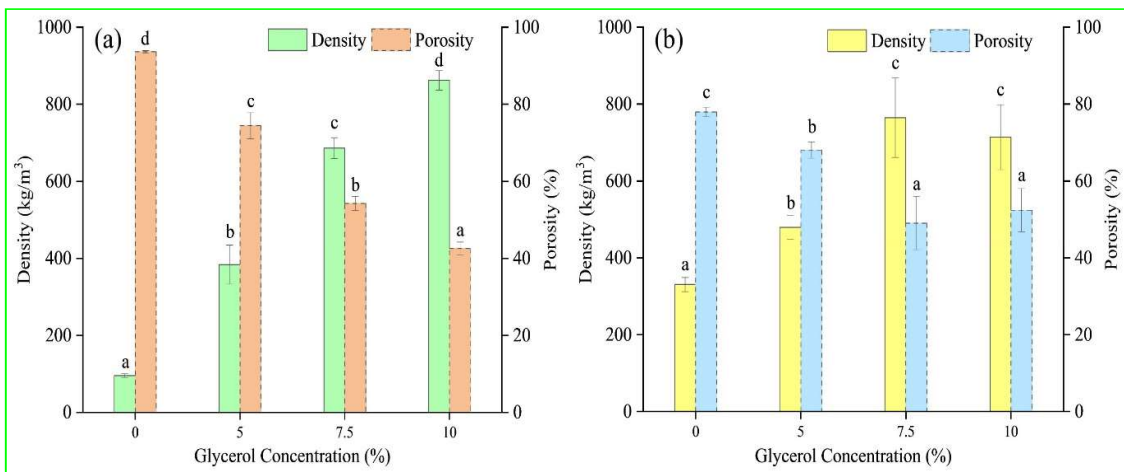 (a)
Density
Porosity
1000
800
600
400
200
0
Density (kg/m³)
100
80
60
40
20
0
Porosity (%)
a
d
b
c
c
b
d
a
0
5
7.5
10
Glycerol Concentration (%)
(b)
Density
Porosity
1000
800
600
400
200
0
Density (kg/m³)
100
80
60
40
20
0
Porosity (%)
a
c
b
b
c
a
c
a
0
5
7.5
10
Glycerol Concentration (%)